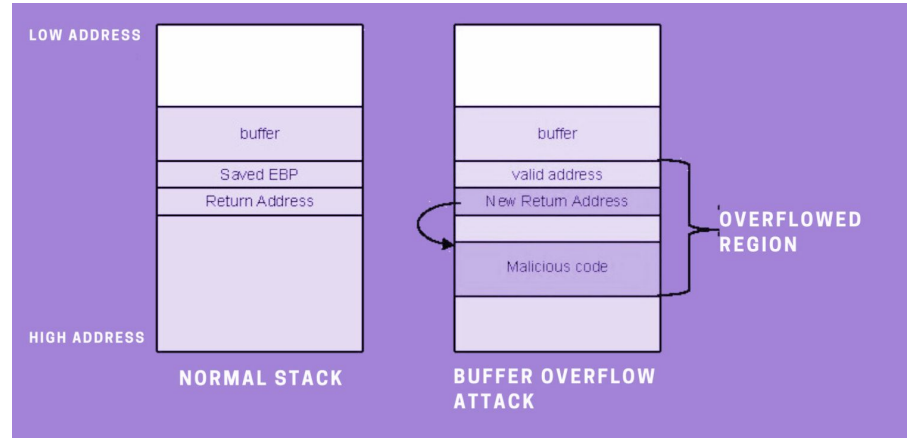 LOW ADDRESS
buffer
Saved EBP
Return Address
HIGH ADDRESS
NORMAL STACK
buffer
valid address
New Return Address
Malicious code
OVERFLOWED
REGION
BUFFER OVERFLOW
ATTACK